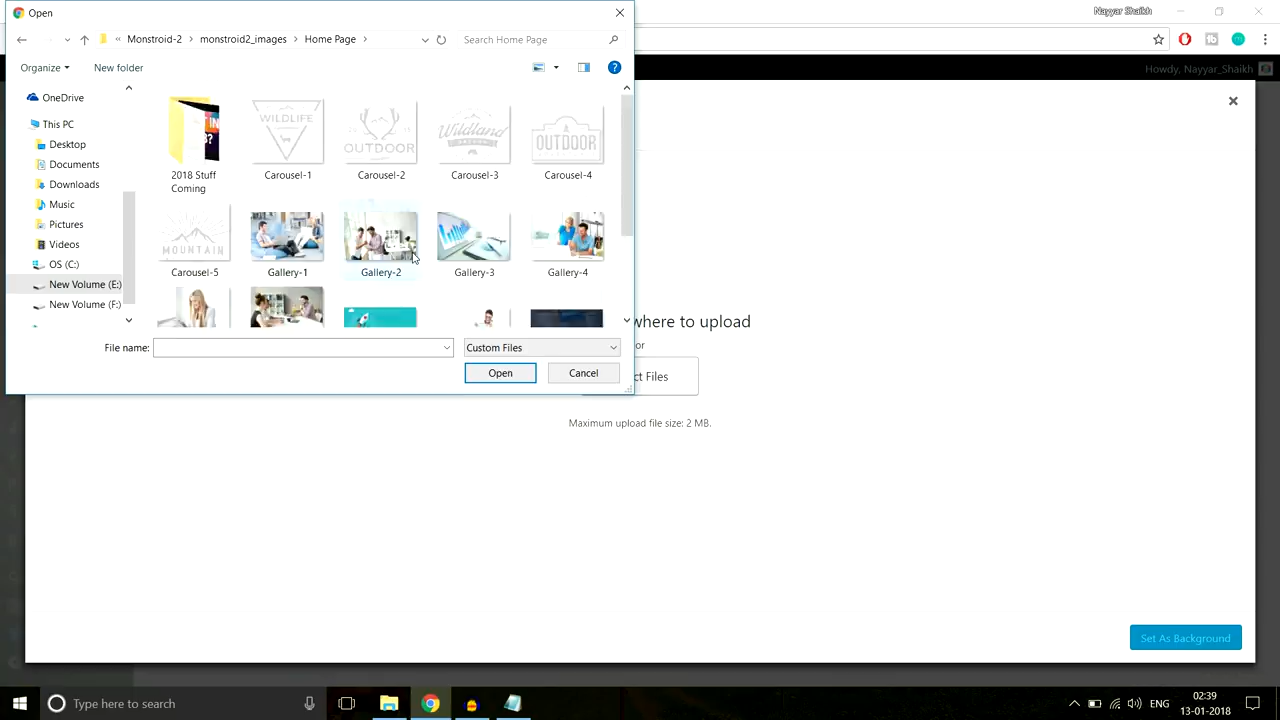 Open
Nayyar Shaikh
« Monstroid-2 > monstroid2_images > Home Page >
Search Home Page
Organize
New folder
Howdy, Nayyar_Shaikh
OneDrive
This PC
Desktop
Documents
Downloads
Music
Pictures
Videos
OS (C:)
New Volume (E:)
New Volume (F:)
WILDLIFE
OUTDOOR
Wildland
OUTDOOR
2018 Stuff
Coming
Carousel-1
Carousel-2
Carousel-3
Carousel-4
MOUNTAIN
Carousel-5
Gallery-1
Gallery-2
Gallery-3
Gallery-4
File name:
Custom Files
Open
Cancel
where to upload
or
ct Files
Maximum upload file size: 2 MB.
Set As Background
Type here to search
ENG
02:39
13-01-2018